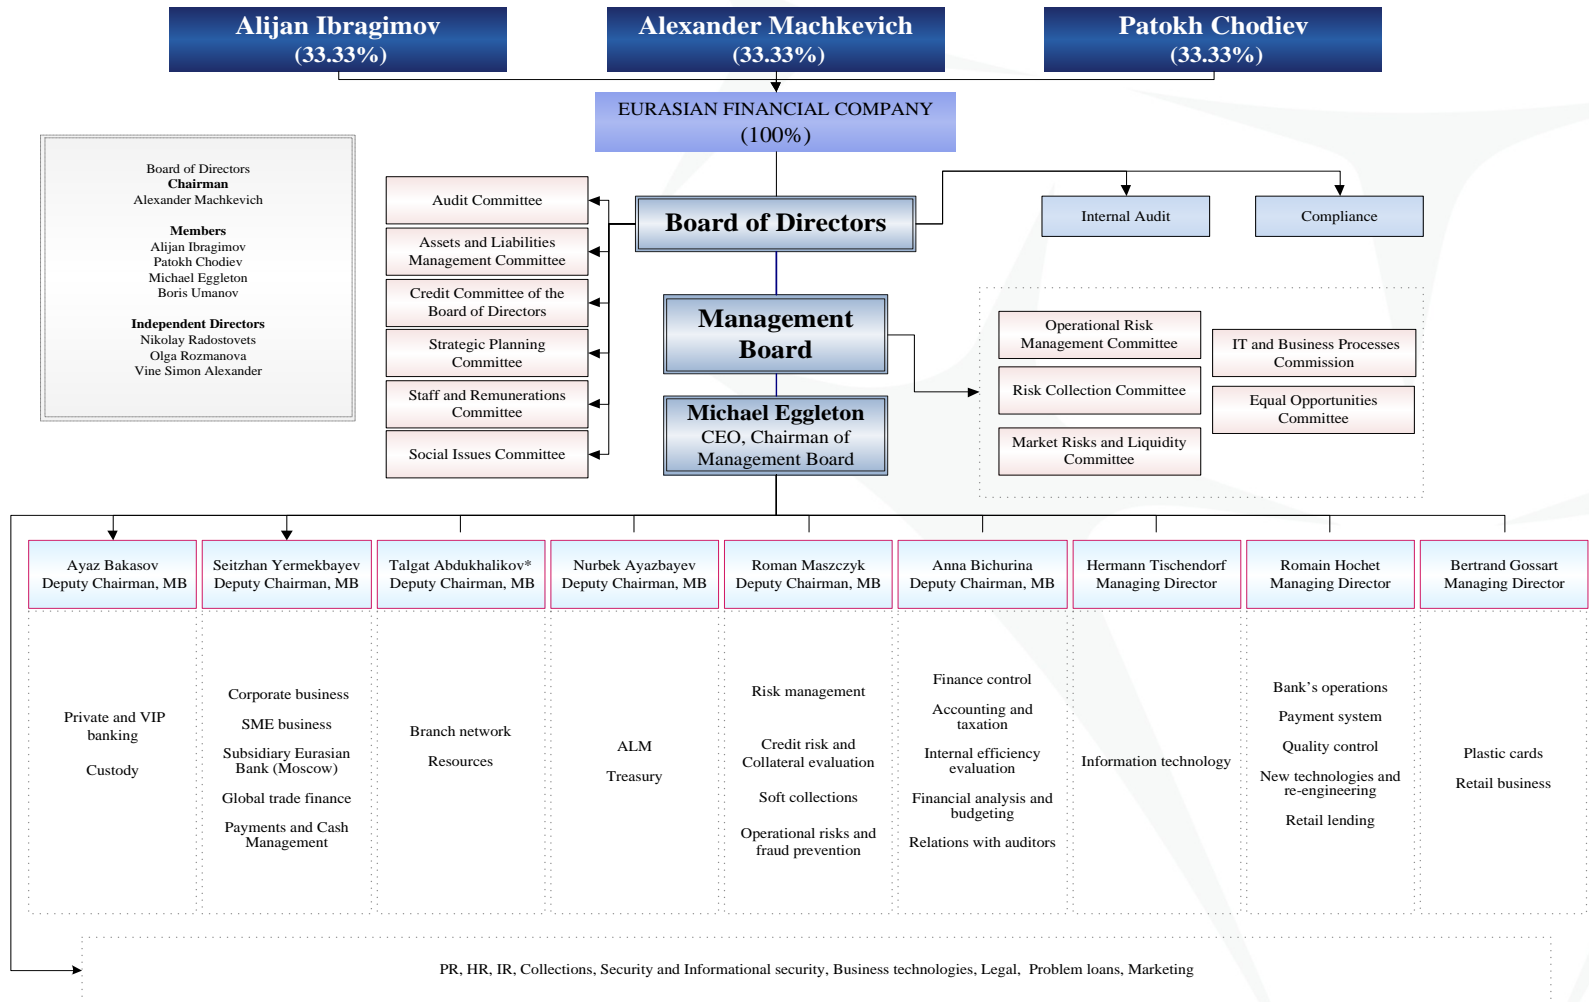 Alijan Ibragimov
(33.33%)
Alexander Machkevich
(33.33%)
Patokh Chodiev
(33.33%)
EURASIAN FINANCIAL COMPANY
(100%)
Board of Directors
Chairman
Alexander Machkevich
Members
Alijan Ibragimov
Patokh Chodiev
Michael Eggleton
Boris Umanov
Independent Directors
Nikolay Radostovets
Olga Rozmanova
Vine Simon Alexander
Audit Committee
Assets and Liabilities
Management Committee
Credit Committee of the
Board of Directors
Strategic Planning
Committee
Staff and Remunerations
Committee
Social Issues Committee
Board of Directors
Internal Audit
Compliance
Management
Board
Operational Risk
Management Committee
Risk Collection Committee
Market Risks and Liquidity
Committee
IT and Business Processes
Commission
Equal Opportunities
Committee
Michael Eggleton
CEO, Chairman of
Management Board
Ayaz Bakasov
Deputy Chairman, MB
Seitzhan Yermekbayev
Deputy Chairman, MB
Talgat Abdukhalikov*
Deputy Chairman, MB
Nurbek Ayazbayev
Deputy Chairman, MB
Roman Maszczyk
Deputy Chairman, MB
Anna Bichurina
Deputy Chairman, MB
Hermann Tischendorf
Managing Director
Romain Hochet
Managing Director
Bertrand Gossart
Managing Director
Private and VIP
banking
Custody
Corporate business
SME business
Subsidiary Eurasian
Bank (Moscow)
Global trade finance
Payments and Cash
Management
Branch network
Resources
ALM
Treasury
Risk management
Credit risk and
Collateral evaluation
Soft collections
Operational risks and
fraud prevention
Finance control
Accounting and
taxation
Internal efficiency
evaluation
Financial analysis and
budgeting
Relations with auditors
Information technology
Bank's operations
Payment system
Quality control
New technologies and
re-engineering
Retail lending
Plastic cards
Retail business
PR, HR, IR, Collections, Security and Informational security, Business technologies, Legal, Problem loans, Marketing